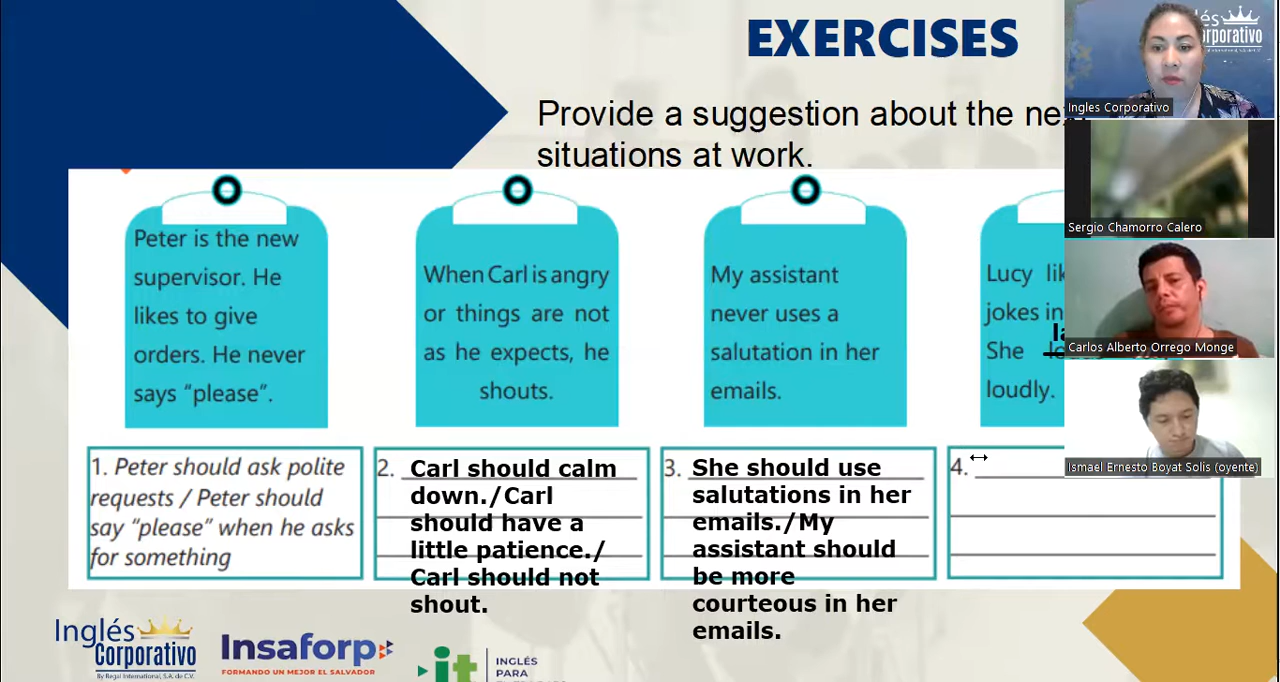 EXERCISES
Provide a suggestion about the
situations at work.
Peter is the new
supervisor. He
likes to give
orders. He never
says “please”.
When Carl is angry
or things are not
as he expects, he
shouts.
My assistant
never uses a
salutation in her
emails.
Lucy
jokes in
She
loudly.
1. Peter should ask polite
requests / Peter should
say “please” when he asks
for something
2. Carl should calm
down./Carl
should have a
little patience./
Carl should not
shout.
3. She should use
salutations in her
emails./My
assistant should
be more
courteous in her
emails.
4.
Ingles Corporativo
Sergio Chamorro Calero
Carlos Alberto Orrego Monge
Ismael Ernesto Boyat Solis (oyente)
Inglés
Corporativo
By Regal International, S.A. de C.V.
Insaforp
FORMANDO UN MEJOR EL SALVADOR
it
INGLÉS
PARA